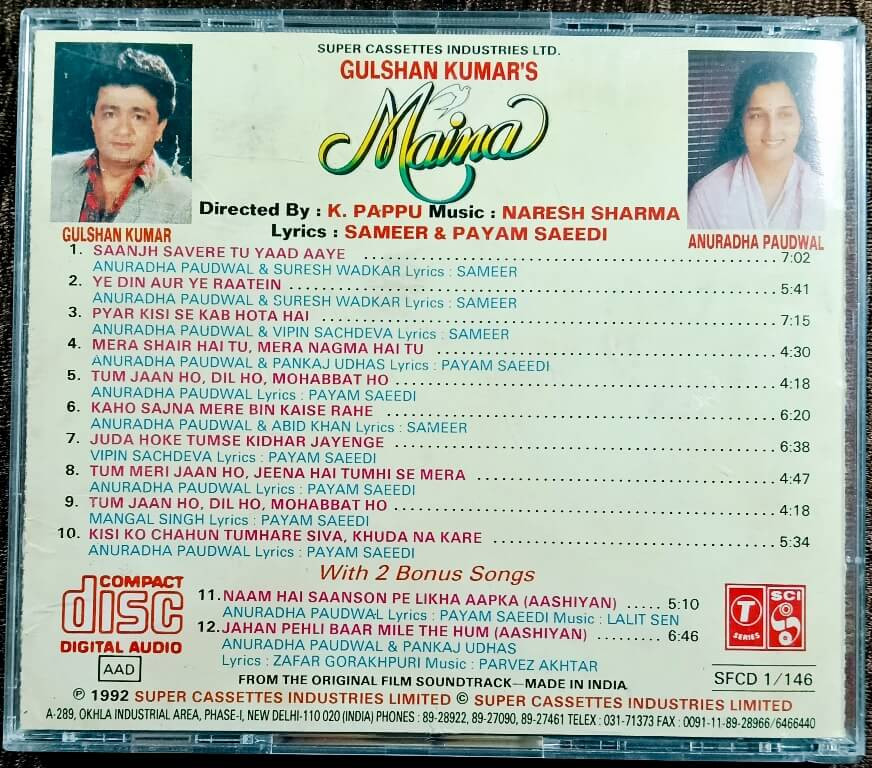 SUPER CASSETTES INDUSTRIES LTD.
GULSHAN KUMAR'S
Maina
Directed By : K. PAPPU Music : NARESH SHARMA
Lyrics : SAMEER & PAYAM SAEEDI
GULSHAN KUMAR
ANURADHA PAUDWAL
1. SAANJH SAVERE TU YAAD AAYE 7:02
ANURADHA PAUDWAL & SURESH WADKAR Lyrics : SAMEER
2. YE DIN AUR YE RAATEIN 5:41
ANURADHA PAUDWAL & SURESH WADKAR Lyrics : SAMEER
3. PYAR KISI SE KAB HOTA HAI 7:15
ANURADHA PAUDWAL & VIPIN SACHDEVA Lyrics : SAMEER
4. MERA SHAIR HAI TU, MERA NAGMA HAI TU 4:30
ANURADHA PAUDWAL & PANKAJ UDHAS Lyrics : PAYAM SAEEDI
5. TUM JAAN HO, DIL HO, MOHABBAT HO 4:18
ANURADHA PAUDWAL Lyrics : PAYAM SAEEDI
6. KAHO SAJNA MERE BIN KAISE RAHE 6:20
ANURADHA PAUDWAL & ABID KHAN Lyrics : SAMEER
7. JUDA HOKE TUMSE KIDHAR JAYENGE 6:38
VIPIN SACHDEVA Lyrics : PAYAM SAEEDI
8. TUM MERI JAAN HO, JEENA HAI TUMHI SE MERA 4:47
ANURADHA PAUDWAL Lyrics : PAYAM SAEEDI
9. TUM JAAN HO, DIL HO, MOHABBAT HO 4:18
MANGAL SINGH Lyrics : PAYAM SAEEDI
10. KISI KO CHAHUN TUMHARE SIVA, KHUDA NA KARE 5:34
ANURADHA PAUDWAL Lyrics : PAYAM SAEEDI
With 2 Bonus Songs
11. NAAM HAI SAANSON PE LIKHA AAPKA (AASHIYAN) ..... 5:10
ANURADHA PAUDWAL Lyrics : PAYAM SAEEDI Music : LALIT SEN
12. JAHAN PEHLI BAAR MILE THE HUM (AASHIYAN) ......... 6:46
ANURADHA PAUDWAL & PANKAJ UDHAS
Lyrics : ZAFAR GORAKHPURI Music : PARVEZ AKHTAR
COMPACT
disc
DIGITAL AUDIO
AAD
T
SERIES
SCI
FROM THE ORIGINAL FILM SOUNDTRACK—MADE IN INDIA
SFCD 1/146
℗ 1992 SUPER CASSETTES INDUSTRIES LIMITED © SUPER CASSETTES INDUSTRIES LIMITED
A-289, OKHLA INDUSTRIAL AREA, PHASE-I, NEW DELHI-110 020 (INDIA) PHONES : 89-28922, 89-27090, 89-27461 TELEX : 031-71373 FAX : 0091-11-89-28966/6466440